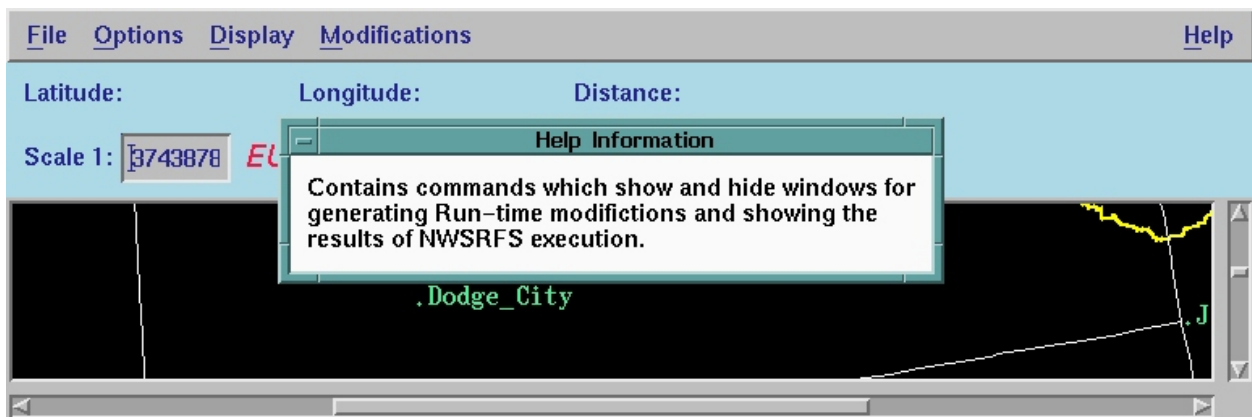 File Options Display Modifications Help
Latitude: Longitude: Distance:
Scale 1: 3743878
Help Information
Contains commands which show and hide windows for
generating Run-time modifictions and showing the
results of NWSRFS execution.
.Dodge_City
.J